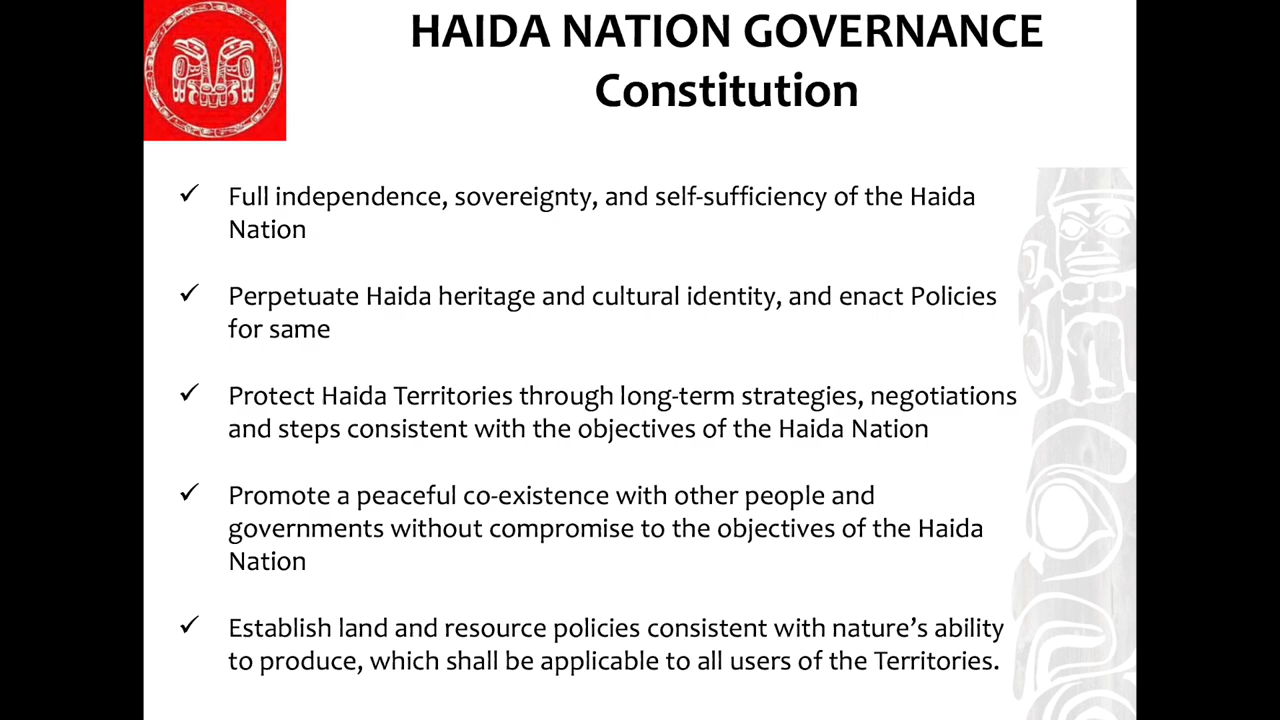 HAIDA NATION GOVERNANCE
Constitution
✓ Full independence, sovereignty, and self-sufficiency of the Haida
Nation
✓ Perpetuate Haida heritage and cultural identity, and enact Policies
for same
✓ Protect Haida Territories through long-term strategies, negotiations
and steps consistent with the objectives of the Haida Nation
✓ Promote a peaceful co-existence with other people and
governments without compromise to the objectives of the Haida
Nation
✓ Establish land and resource policies consistent with nature’s ability
to produce, which shall be applicable to all users of the Territories.